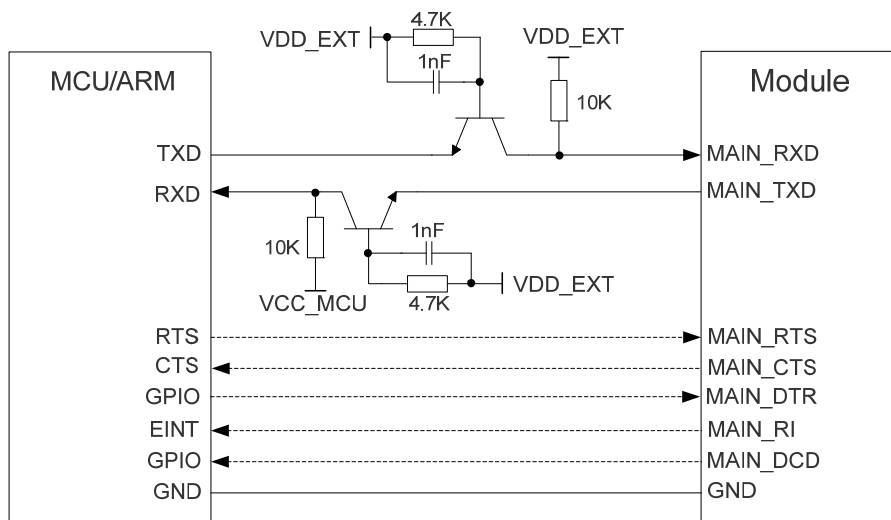 MCU/ARM
Module
4.7K
VDD_EXT
1nF
VDD_EXT
10K
TXD
MAIN_RXD
RXD
MAIN_TXD
10K
1nF
4.7K
VDD_EXT
VCC_MCU
RTS
MAIN_RTS
CTS
MAIN_CTS
GPIO
MAIN_DTR
EINT
MAIN_RI
GPIO
MAIN_DCD
GND
GND